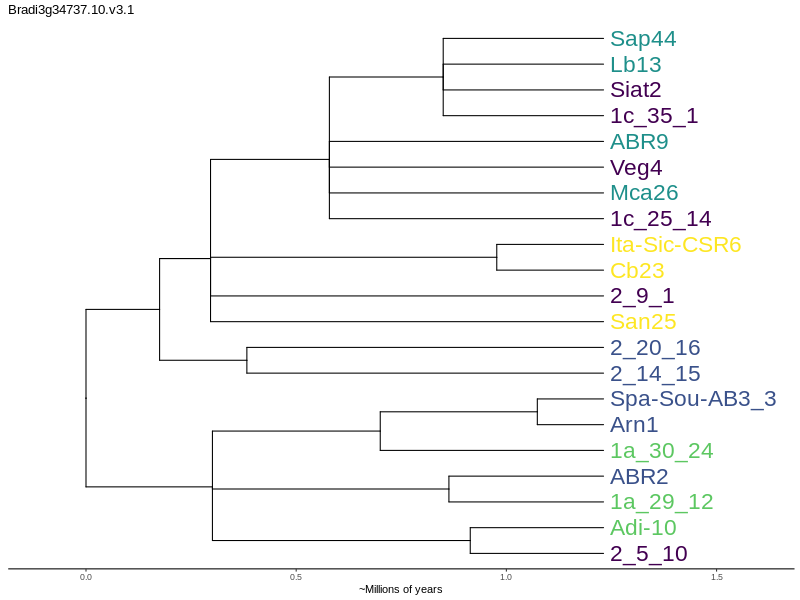 Bradi3g34737.10.v3.1
Sap44
Lb13
Siat2
1c_35_1
ABR9
Veg4
Mca26
1c_25_14
Ita-Sic-CSR6
Cb23
2_9_1
San25
2_20_16
2_14_15
Spa-Sou-AB3_3
Arn1
1a_30_24
ABR2
1a_29_12
Adi-10
2_5_10
0.0 0.5 1.0 1.5
~Millions of years